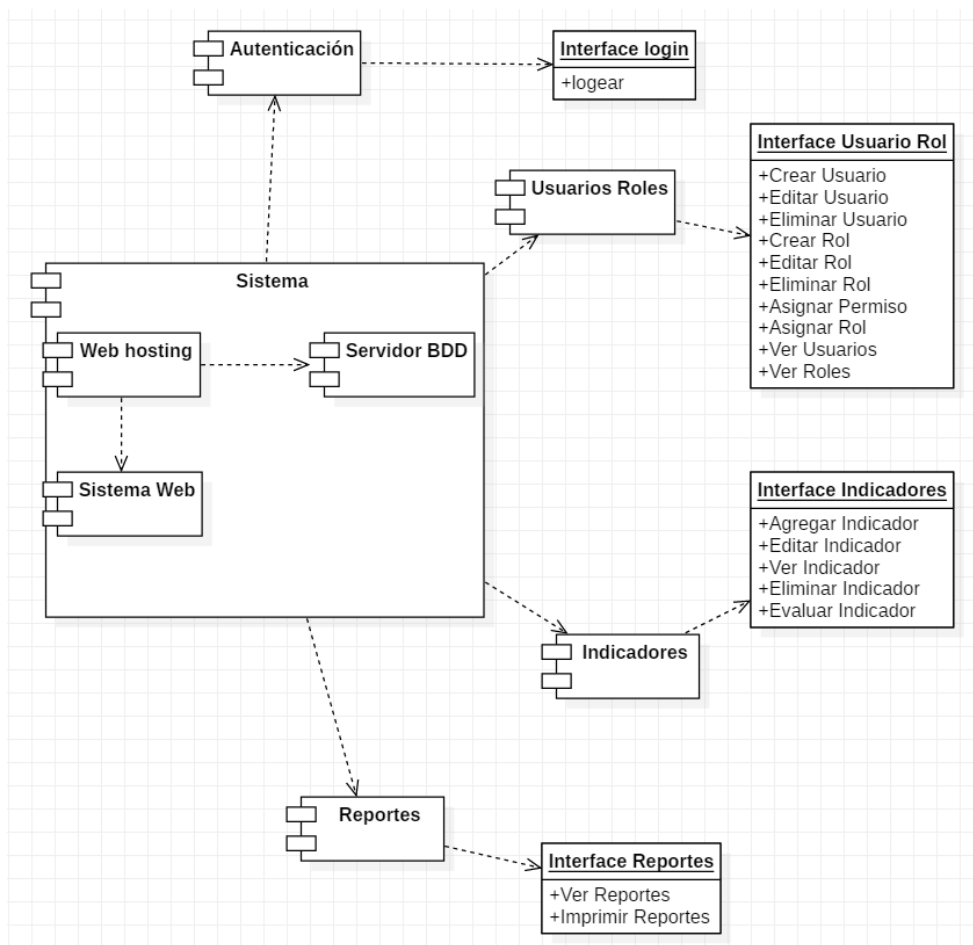 Autenticación
Interface login
+logear
Interface Usuario Rol
+Crear Usuario
+Editar Usuario
+Eliminar Usuario
+Crear Rol
+Editar Rol
+Eliminar Rol
+Asignar Permiso
+Asignar Rol
+Ver Usuarios
+Ver Roles
Usuarios Roles
Sistema
Web hosting
Servidor BDD
Sistema Web
Interface Indicadores
+Agregar Indicador
+Editar Indicador
+Ver Indicador
+Eliminar Indicador
+Evaluar Indicador
Indicadores
Reportes
Interface Reportes
+Ver Reportes
+Imprimir Reportes